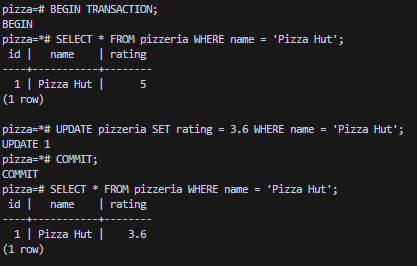 pizza=# BEGIN TRANSACTION;
BEGIN
pizza=*# SELECT * FROM pizzeria WHERE name = 'Pizza Hut';
 id |   name    | rating
----+-----------+--------
  1 | Pizza Hut |      5
(1 row)

pizza=*# UPDATE pizzeria SET rating = 3.6 WHERE name = 'Pizza Hut';
UPDATE 1
pizza=*# COMMIT;
COMMIT
pizza=# SELECT * FROM pizzeria WHERE name = 'Pizza Hut';
 id |   name    | rating
----+-----------+--------
  1 | Pizza Hut |    3.6
(1 row)